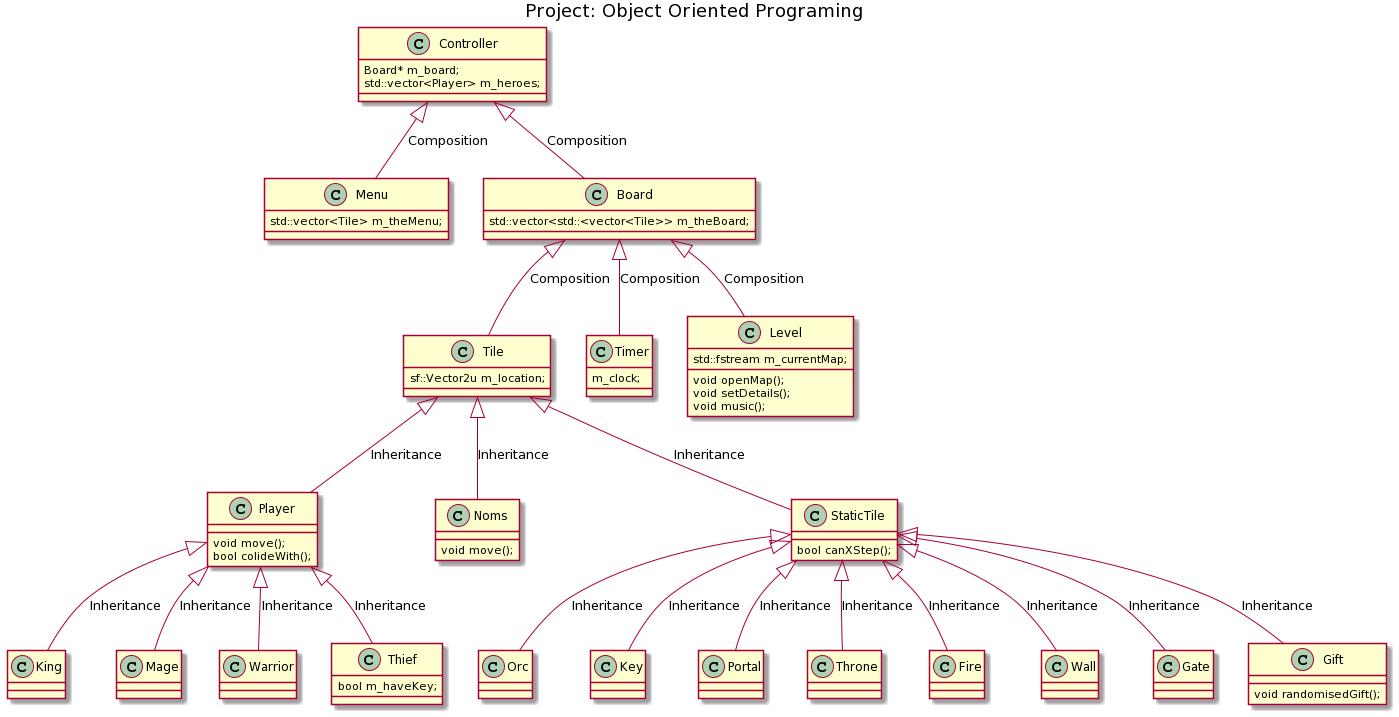 Project: Object Oriented Programing
C Controller
Board* m_board;
std::vector<Player> m_heroes;
Composition
Composition
C Menu
std::vector<Tile> m_theMenu;
C Board
std::vector<std::<vector<Tile>> m_theBoard;
Composition
Composition
Composition
C Tile
sf::Vector2u m_location;
C Timer
m_clock;
C Level
std::fstream m_currentMap;
void openMap();
void setDetails();
void music();
Inheritance
Inheritance
Inheritance
C Player
void move();
bool colideWith();
C Noms
void move();
C StaticTile
bool canXStep();
Inheritance
Inheritance
Inheritance
Inheritance
Inheritance
Inheritance
Inheritance
Inheritance
Inheritance
Inheritance
Inheritance
Inheritance
C King
C Mage
C Warrior
C Thief
bool m_haveKey;
C Orc
C Key
C Portal
C Throne
C Fire
C Wall
C Gate
C Gift
void randomisedGift();